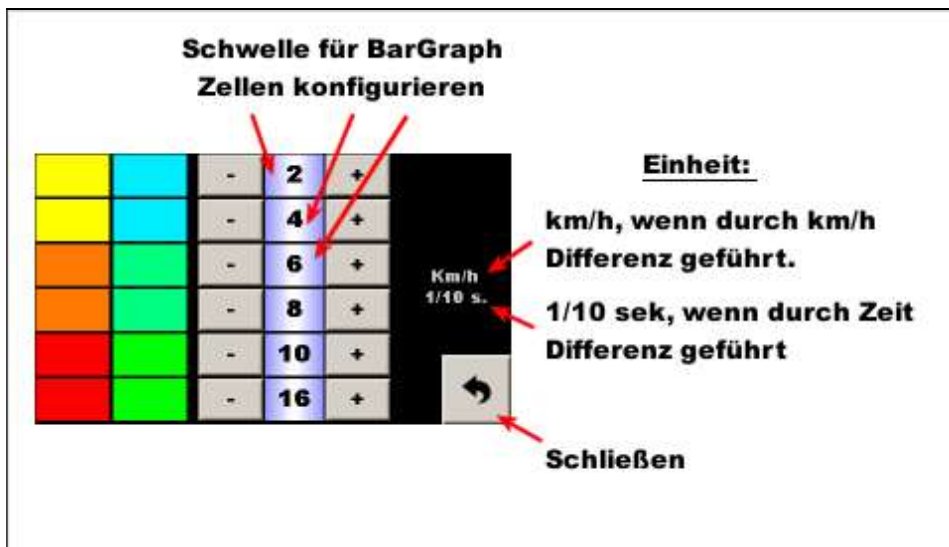 Schwelle für BarGraph
Zellen konfigurieren
- 2 +
- 4 +
- 6 +
- 8 +
- 10 +
- 16 +
Km/h
1/10 s.
Einheit:
km/h, wenn durch km/h
Differenz geführt.
1/10 sek, wenn durch Zeit
Differenz geführt
Schließen